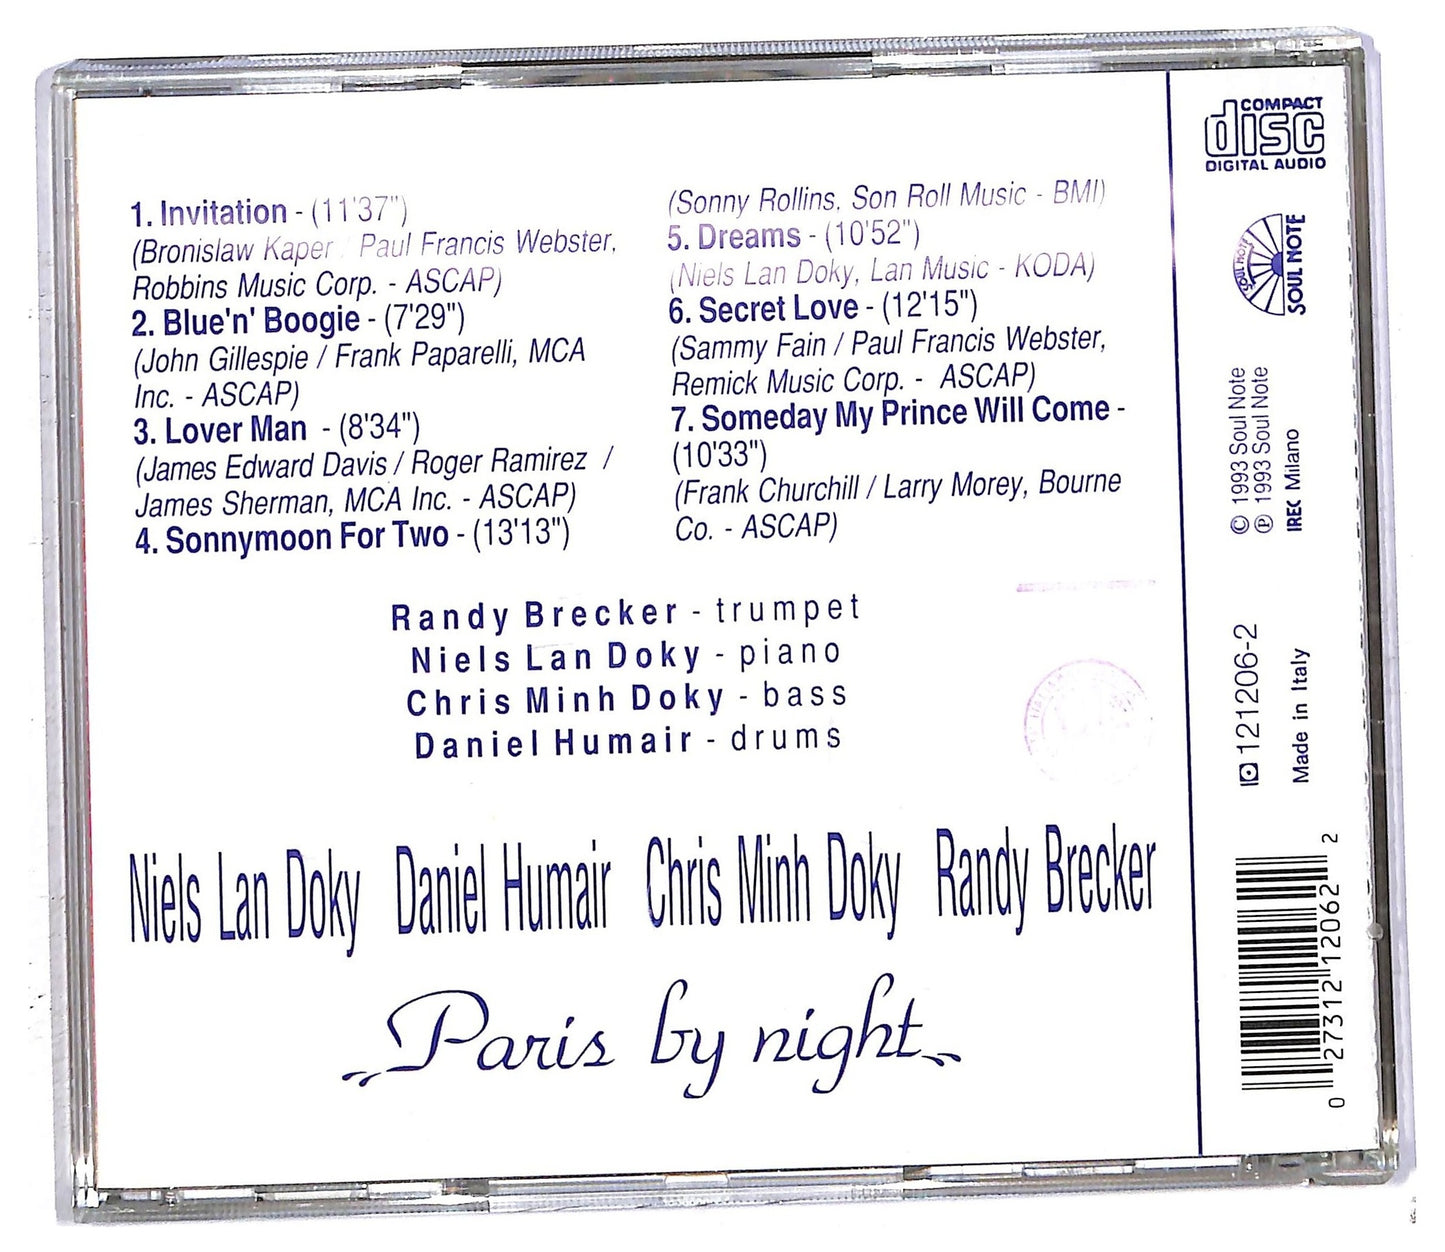 1. Invitation - (11'37")
(Bronislaw Kaper / Paul Francis Webster,
Robbins Music Corp. - ASCAP)
2. Blue'n' Boogie - (7'29")
(John Gillespie / Frank Paparelli, MCA
Inc. - ASCAP)
3. Lover Man - (8'34")
(James Edward Davis / Roger Ramirez /
James Sherman, MCA Inc. - ASCAP)
4. Sonnymoon For Two - (13'13")
(Sonny Rollins, Son Roll Music - BMI)
5. Dreams - (10'52")
(Niels Lan Doky, Lan Music - KODA)
6. Secret Love - (12'15")
(Sammy Fain / Paul Francis Webster,
Remick Music Corp. - ASCAP)
7. Someday My Prince Will Come -
(10'33")
(Frank Churchill / Larry Morey, Bourne
Co. - ASCAP)
Randy Brecker - trumpet
Niels Lan Doky - piano
Chris Minh Doky - bass
Daniel Humair - drums
Niels Lan Doky Daniel Humair Chris Minh Doky Randy Brecker
Paris by night
COMPACT
disc
DIGITAL AUDIO
SOUL NOTE
SOUL NOTE
© 1993 Soul Note
℗ 1993 Soul Note
IREC Milano
121206-2
Made in Italy
0 27312 12062 2